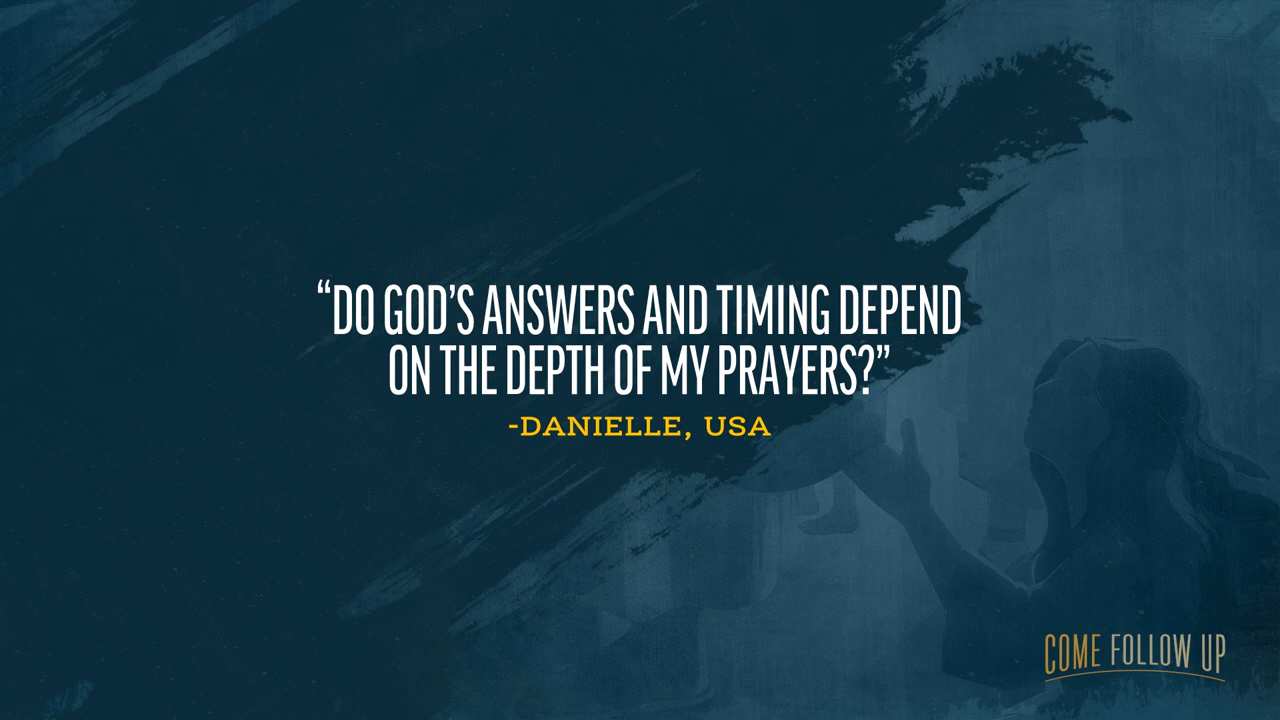 “DO GOD’S ANSWERS AND TIMING DEPEND
ON THE DEPTH OF MY PRAYERS?”
-DANIELLE, USA
COME FOLLOW UP